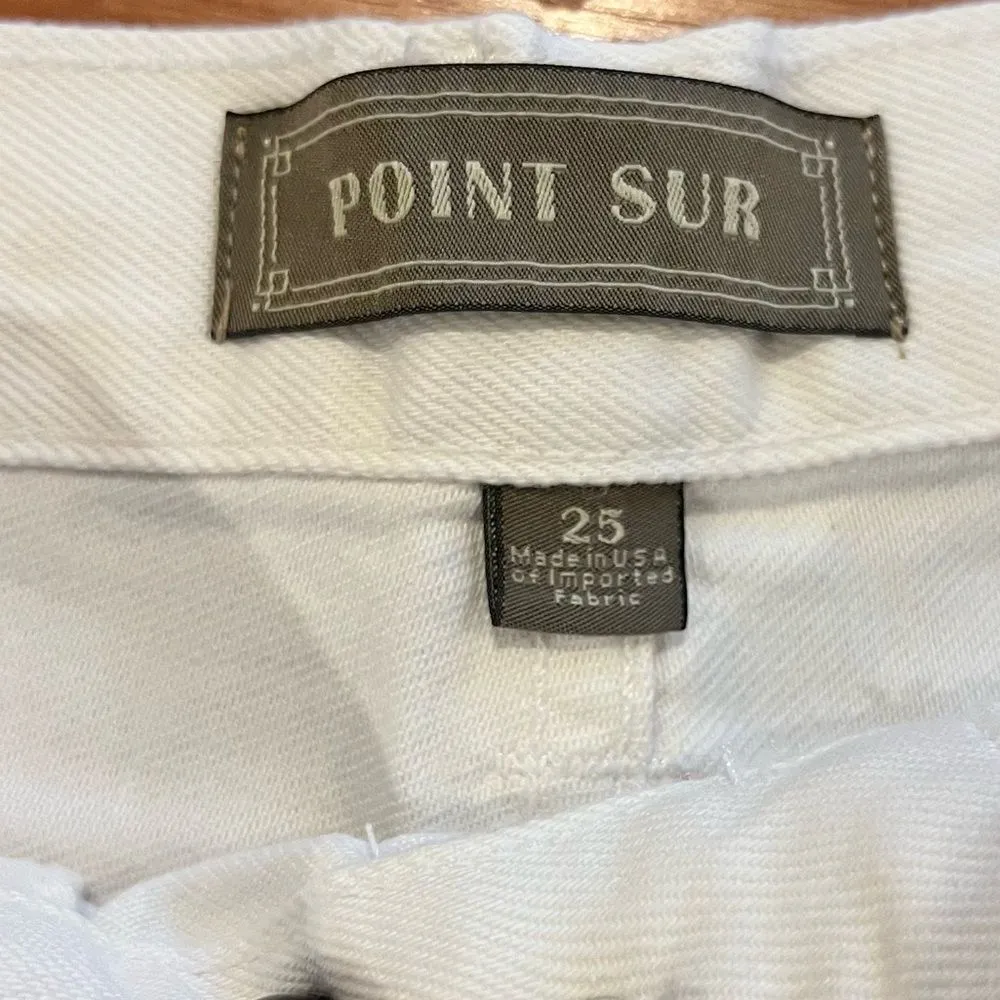 POINT SUR
25
Made in USA
of Imported
Fabric